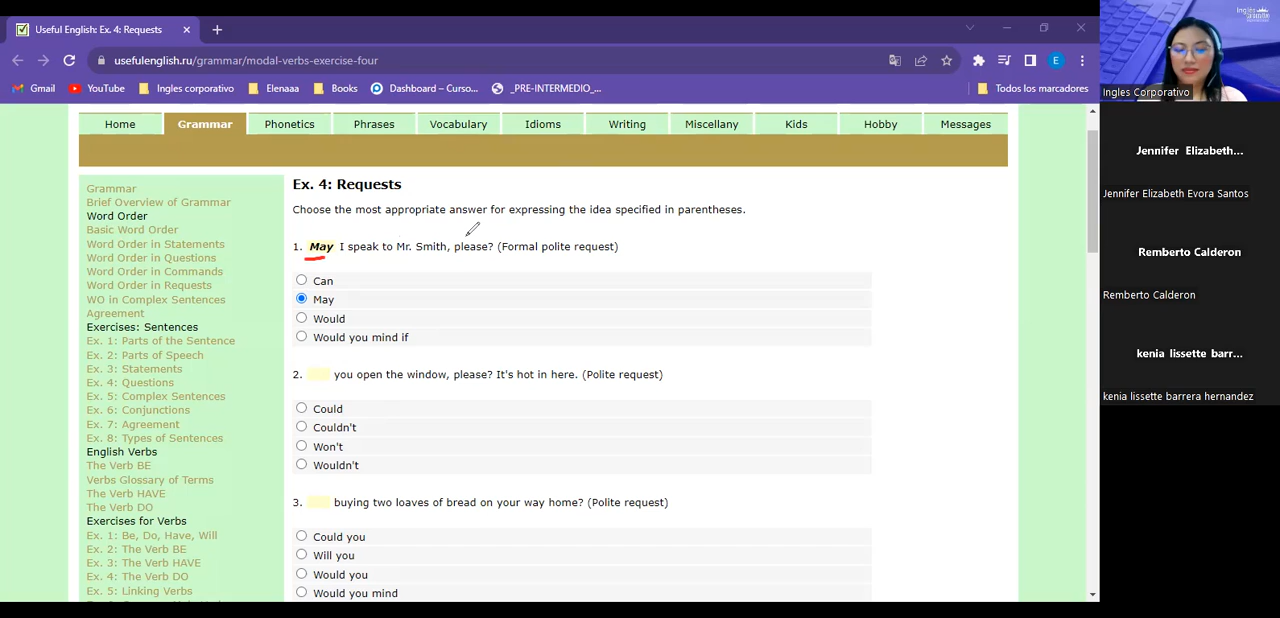 Useful English: Ex. 4: Requests
usefulenglish.ru/grammar/modal-verbs-exercise-four
Gmail
YouTube
Ingles corporativo
Elenaaa
Books
Dashboard – Curso...
_PRE-INTERMEDIO_...
Todos los marcadores
E
Home
Grammar
Phonetics
Phrases
Vocabulary
Idioms
Writing
Miscellany
Kids
Hobby
Messages
Grammar
Brief Overview of Grammar
Word Order
Basic Word Order
Word Order in Statements
Word Order in Questions
Word Order in Commands
Word Order in Requests
WO in Complex Sentences
Agreement
Exercises: Sentences
Ex. 1: Parts of the Sentence
Ex. 2: Parts of Speech
Ex. 3: Statements
Ex. 4: Questions
Ex. 5: Complex Sentences
Ex. 6: Conjunctions
Ex. 7: Agreement
Ex. 8: Types of Sentences
English Verbs
The Verb BE
Verbs Glossary of Terms
The Verb HAVE
The Verb DO
Exercises for Verbs
Ex. 1: Be, Do, Have, Will
Ex. 2: The Verb BE
Ex. 3: The Verb HAVE
Ex. 4: The Verb DO
Ex. 5: Linking Verbs
Ex. 4: Requests
Choose the most appropriate answer for expressing the idea specified in parentheses.
1. May I speak to Mr. Smith, please? (Formal polite request)
Can
May
Would
Would you mind if
2. you open the window, please? It's hot in here. (Polite request)
Could
Couldn't
Won't
Wouldn't
3. buying two loaves of bread on your way home? (Polite request)
Could you
Will you
Would you
Would you mind
Ingles Corporativo
Jennifer Elizabeth...
Jennifer Elizabeth Evora Santos
Remberto Calderon
Remberto Calderon
kenia lissette barr...
kenia lissette barrera hernandez